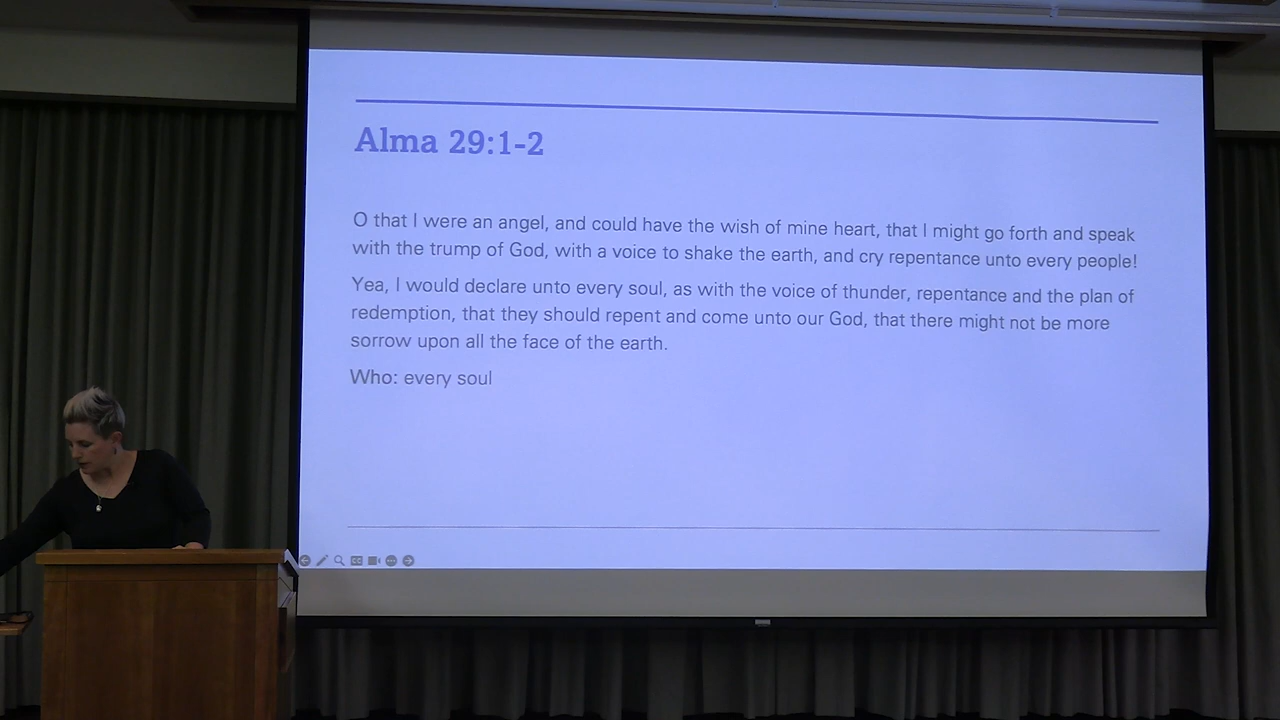 Alma 29:1-2
O that I were an angel, and could have the wish of mine heart, that I might go forth and speak
with the trump of God, with a voice to shake the earth, and cry repentance unto every people!
Yea, I would declare unto every soul, as with the voice of thunder, repentance and the plan of
redemption, that they should repent and come unto our God, that there might not be more
sorrow upon all the face of the earth.
Who: every soul